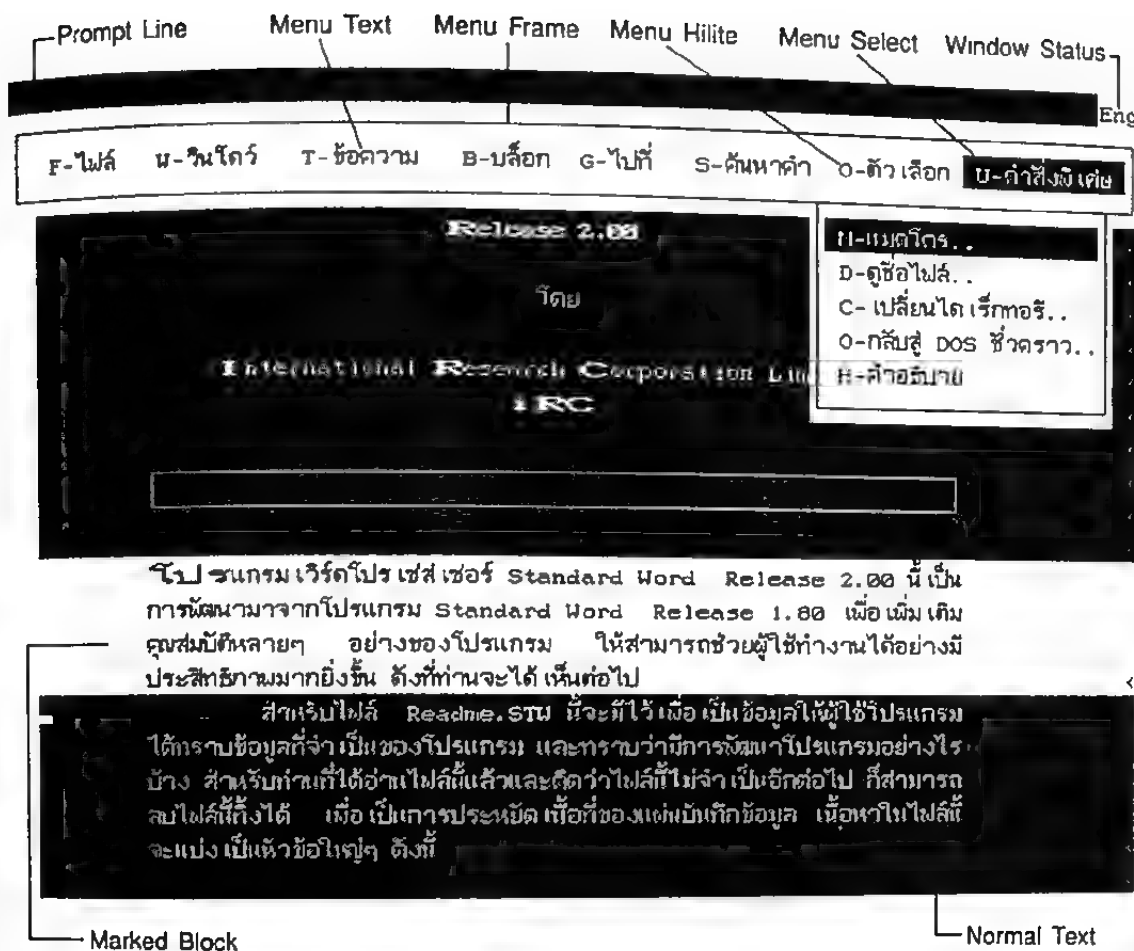 Prompt Line Menu Text Menu Frame Menu Hilite Menu Select Window Status
Eng
F-ไฟล์ W-วินโดว์ T-ข้อความ B-บล็อก G-ไปที่ S-ค้นหาคำ O-ตัวเลือก U-คำสั่งพิเศษ
Release 2.00
โดย
International Research Corporation
IRC
M-แมคโคร..
D-ดูชื่อไฟล์..
C-เปลี่ยนไดเร็กทอรี..
O-กลับสู่ DOS ชั่วคราว..
H-คำอธิบาย
โปรแกรมเวิร์ดโปรเซ่สเซ่อร์ Standard Word Release 2.00 นี้เป็น
การพัฒนามาจากโปรแกรม Standard Word Release 1.80 เพื่อเพิ่มเติม
คุณสมบัติหลายๆ อย่างของโปรแกรม ให้สามารถช่วยผู้ใช้ทำงานได้อย่างมี
ประสิทธิภาพมากยิ่งขึ้น ดังที่ท่านจะได้เห็นต่อไป
สำหรับไฟล์ Readme.STW นี้จะมีไว้เพื่อเป็นข้อมูลให้ผู้ใช้โปรแกรม
ได้ทราบข้อมูลที่จำเป็นของโปรแกรม และทราบว่ามีการพัฒนาโปรแกรมอย่างไร
บ้าง สำหรับท่านที่ได้อ่านไฟล์นี้แล้วและคิดว่าไฟล์นี้ไม่จำเป็นอีกต่อไป ก็สามารถ
ลบไฟล์นี้ทิ้งได้ เพื่อเป็นการประหยัดเนื้อที่ของแผ่นบันทึกข้อมูล เนื้อหาในไฟล์นี้
จะแบ่งเป็นหัวข้อใหญ่ๆ ดังนี้
Marked Block Normal Text